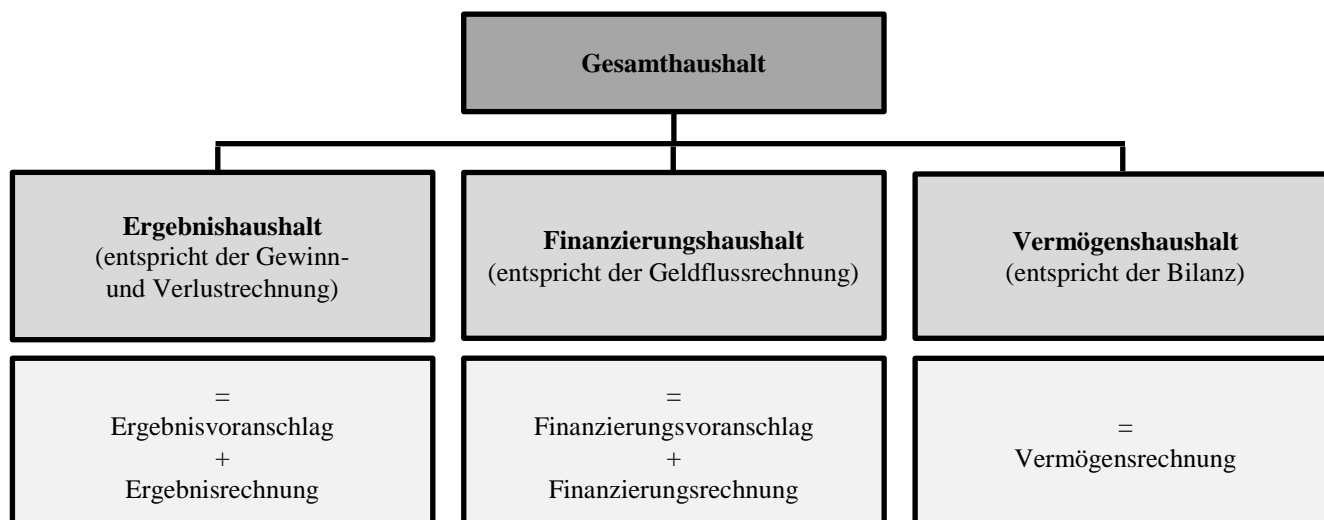 Gesamthaushalt
Ergebnishaushalt
(entspricht der Gewinn-
und Verlustrechnung)
Finanzierungshaushalt
(entspricht der Geldflussrechnung)
Vermögenshaushalt
(entspricht der Bilanz)
=
Ergebnisvoranschlag
+
Ergebnisrechnung
=
Finanzierungsvoranschlag
+
Finanzierungsrechnung
=
Vermögensrechnung